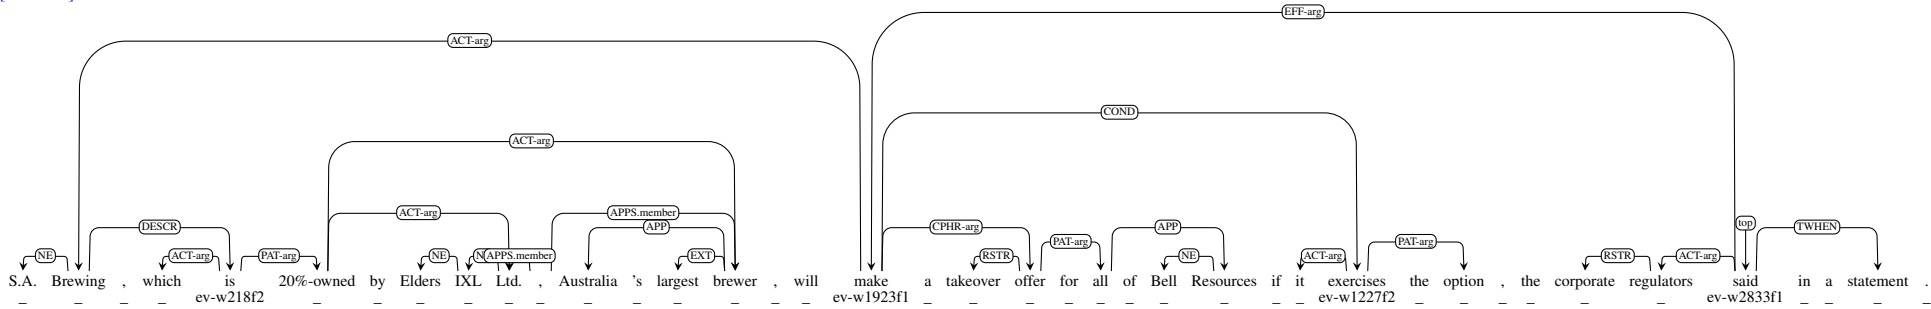 EFF-arg
ACT-arg
COND
ACT-arg
ACT-arg APPS.member top
DESCR APP CPHR-arg APP TWHEN
PAT-arg PAT-arg
NE ACT-arg PAT-arg NE APPS.member EXT RSTR NE ACT-arg RSTR ACT-arg
S.A. Brewing , which is 20%-owned by Elders IXL Ltd. , Australia 's largest brewer , will make a takeover offer for all of Bell Resources if it exercises the option , the corporate regulators said in a statement .
_ _ _ _ ev-w218f2 _ _ _ _ _ _ _ _ _ _ _ _ ev-w1923f1 _ _ _ _ _ _ _ _ _ _ ev-w1227f2 _ _ _ _ _ _ ev-w2833f1 _ _ _ _